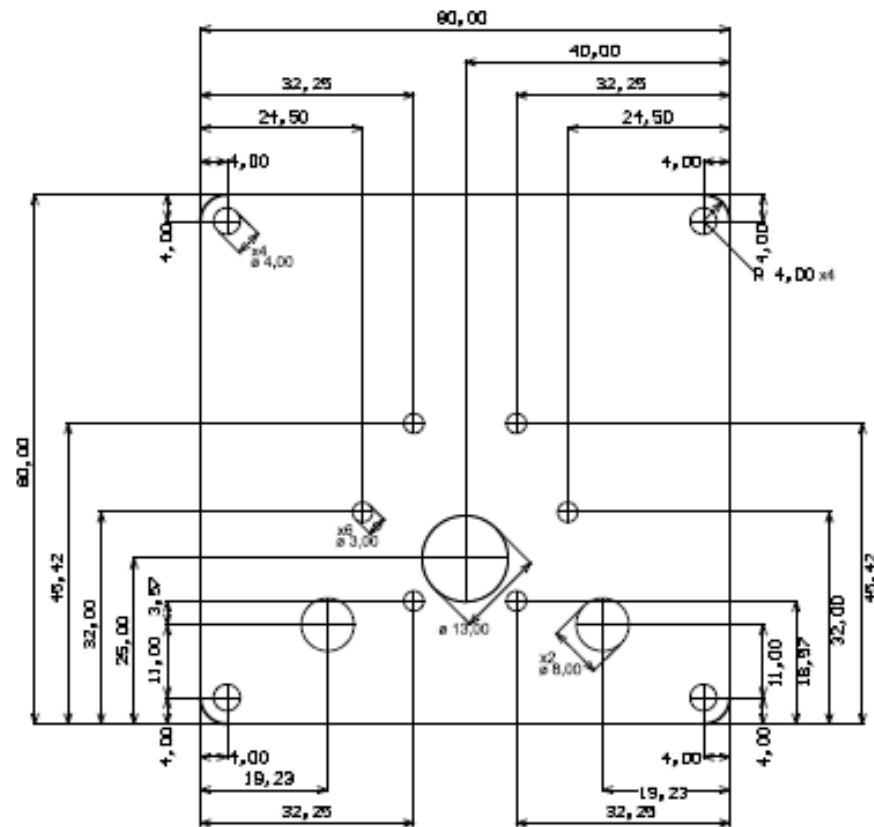 80,00
40,00
32,25 32,25
24,50 24,50
4,00 4,00
4,00 4,00
x4
ø 4,00
R 4,00 x4
80,00
45,42
32,00
25,00
3,57
11,00
4,00
x6
ø 3,00
ø 13,00
x2
ø 8,00
11,00
18,57
32,00
45,42
4,00
4,00 4,00
19,23 19,23
32,25 32,25